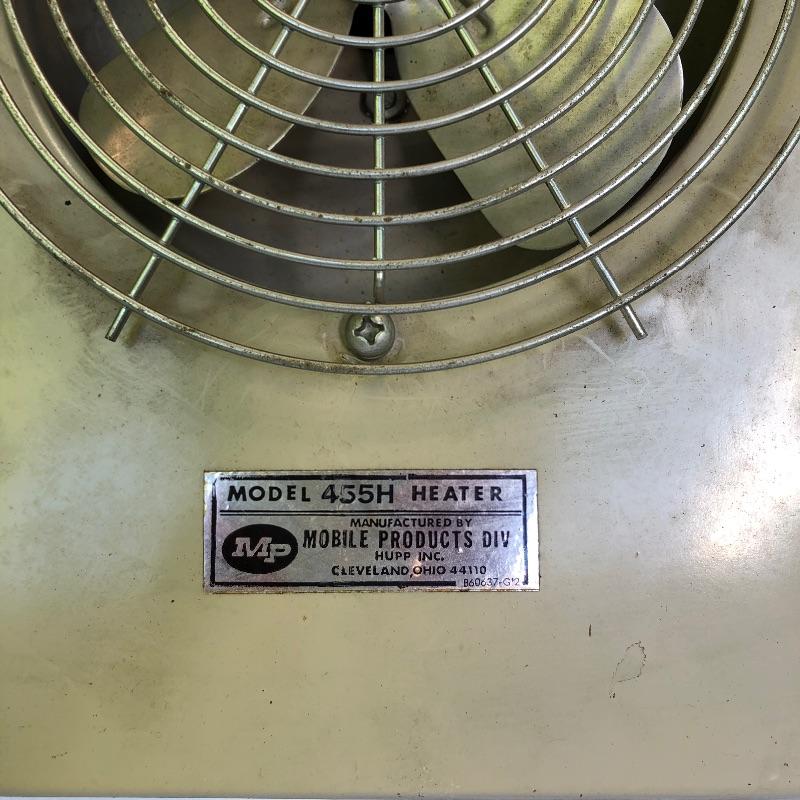 MODEL 455H HEATER
MP
MANUFACTURED BY
MOBILE PRODUCTS DIV
HUPP INC.
CLEVELAND, OHIO 44110
B60637-G12